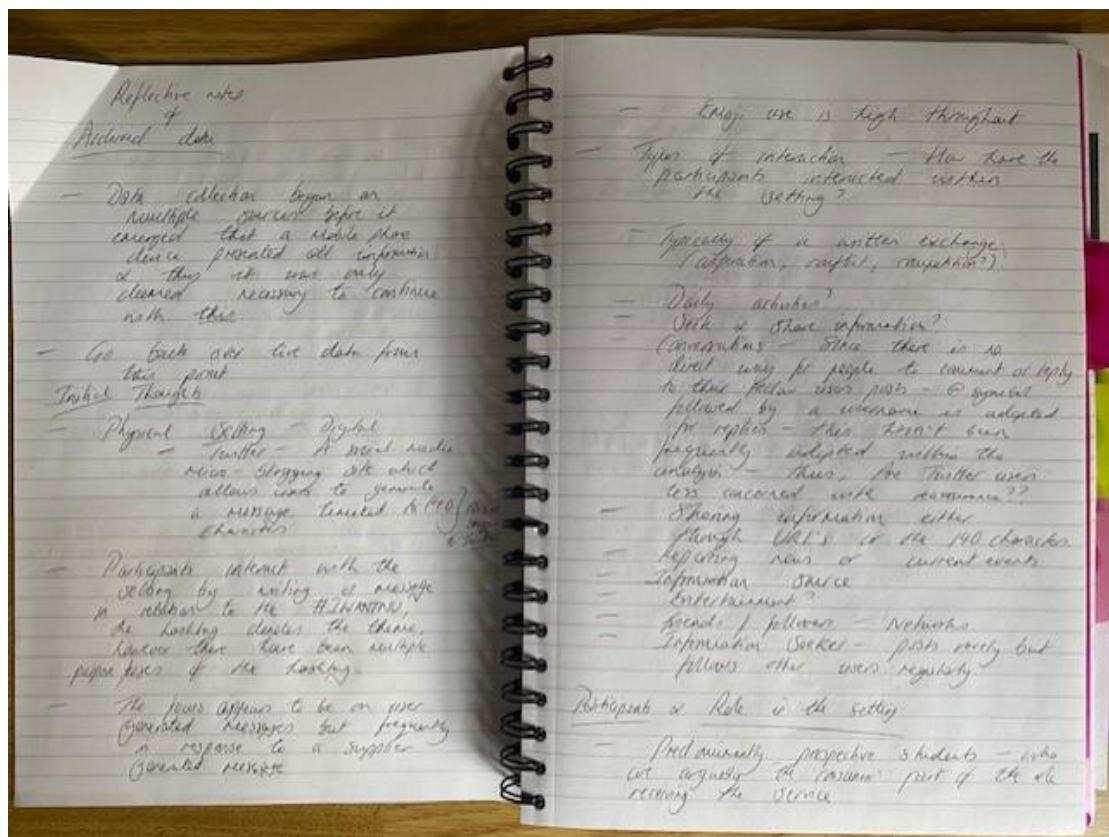 Reflective notes
&
Archived data
- Data collection began on
multiple sources before it
emerged that a mobile phone
device presented all information
& thus it was only
deemed necessary to continue
with this
- Go back over live data from
this point
Initial Thoughts
- Physical Setting - Digital
- Twitter - A social media
micro-blogging site which
allows users to generate
a message limited to 140
characters
- Participants interact with the
setting by writing a message
in relation to the #IWANTNU,
the hashtag denotes the theme,
however there have been multiple
of the hashtag.
- The focus appears to be on user
generated messages but frequently
in response to a supplier
generated message
- Emoji use is high throughout
- Types of interaction - How have the
participants interacted within
the setting?
- Typically of a written exchange
(cooperation, conflict, competition?)
- Daily activities?
- Seek & Share information?
- Conversations - Since there is no
direct way for people to comment or reply
to their fellow users posts - @ symbol
followed by a username is adopted
for replies - this hasn't been
frequently adopted within the
analysis - thus, Are Twitter users
less concerned with
- Sharing information either
through URL's or the 140 characters
- Reporting news or current events
- Information source
- Entertainment?
- Friends / followers - Networks
- Information Seeker - posts rarely but
follows other users regularly.
Participants & Role in the setting
- Predominantly prospective students - who
are arguably the consumer part of the role
receiving the service